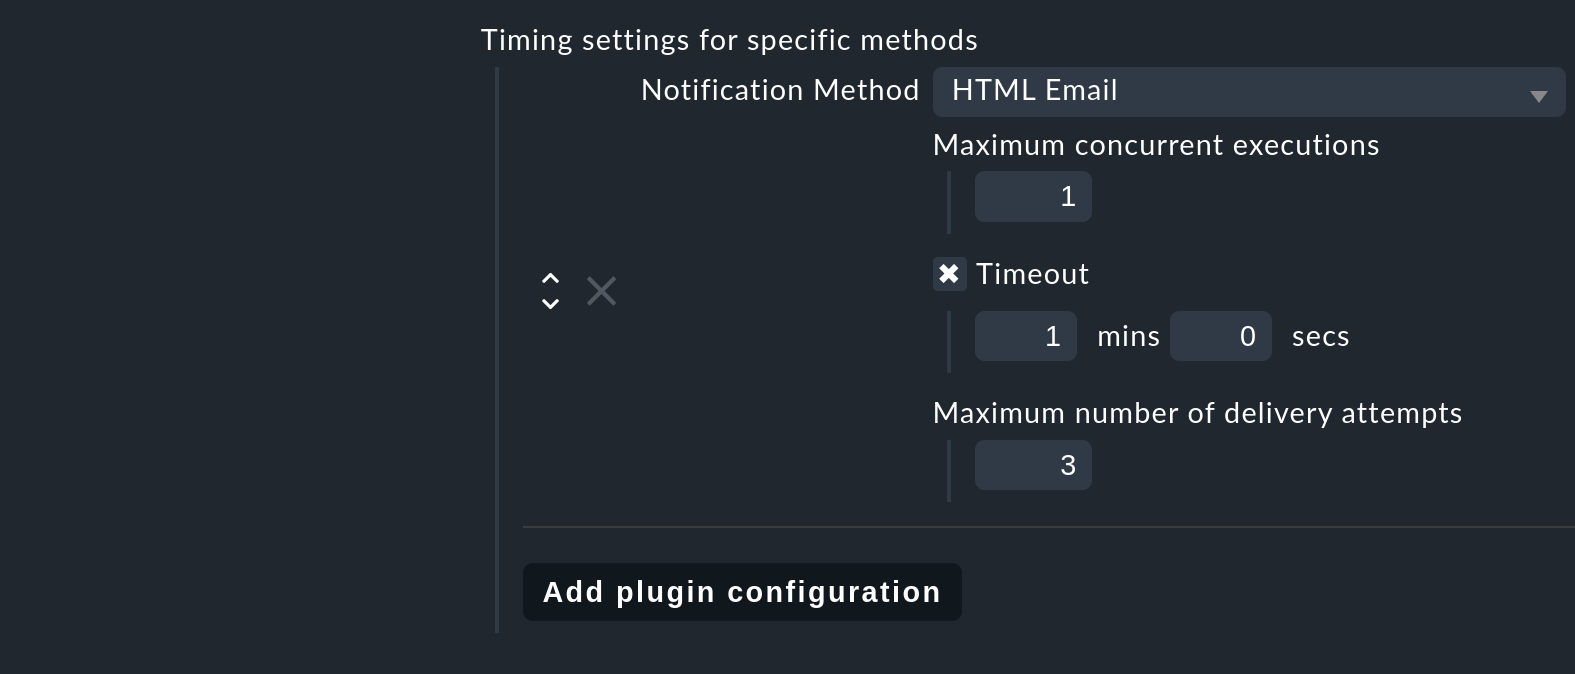 Timing settings for specific methods
Notification Method HTML Email
Maximum concurrent executions
1
Timeout
1 mins 0 secs
Maximum number of delivery attempts
3
Add plugin configuration